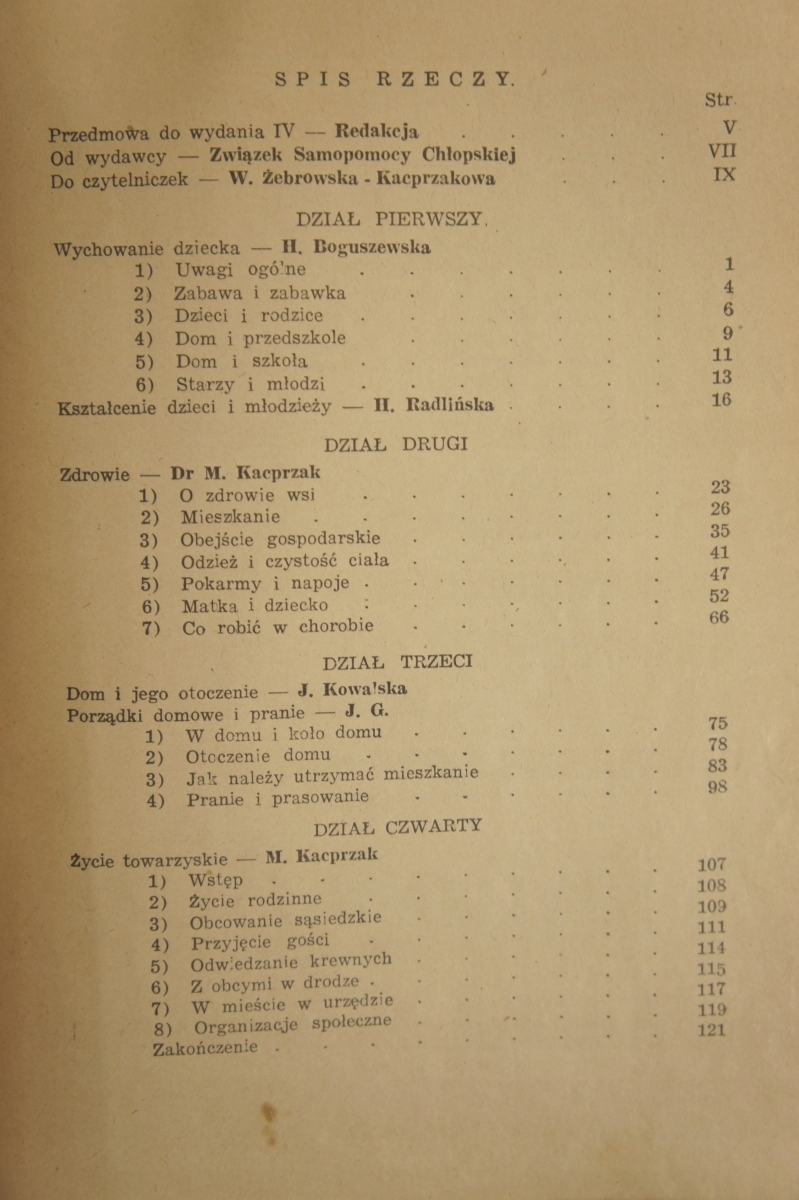 SPIS RZECZY.
Str.
Przedmowa do wydania IV — Redakcja . . . . . V
Od wydawcy — Związek Samopomocy Chłopskiej . . . VII
Do czytelniczek — W. Żebrowska - Kacprzakowa . . . IX
DZIAŁ PIERWSZY.
Wychowanie dziecka — H. Boguszewska
1) Uwagi ogólne . . . . . . . 1
2) Zabawa i zabawka . . . . . . 4
3) Dzieci i rodzice . . . . . . . 6
4) Dom i przedszkole . . . . . . 9
5) Dom i szkoła . . . . . . . 11
6) Starzy i młodzi . . . . . . . 13
Kształcenie dzieci i młodzieży — H. Radlińska . . . . 16
DZIAŁ DRUGI
Zdrowie — Dr M. Kacprzak
1) O zdrowie wsi . . . . . . . 23
2) Mieszkanie . . . . . . . . 26
3) Obejście gospodarskie . . . . . . 35
4) Odzież i czystość ciała . . . . . . 41
5) Pokarmy i napoje . . . . . . . 47
6) Matka i dziecko . . . . . . . 52
7) Co robić w chorobie . . . . . . 66
DZIAŁ TRZECI
Dom i jego otoczenie — J. Kowalska
Porządki domowe i pranie — J. G.
1) W domu i koło domu . . . . . . 75
2) Otoczenie domu . . . . . . . 78
3) Jak należy utrzymać mieszkanie . . . . 83
4) Pranie i prasowanie . . . . . . 98
DZIAŁ CZWARTY
Życie towarzyskie — M. Kacprzak
1) Wstęp . . . . . . . . . 107
2) Życie rodzinne . . . . . . . 108
3) Obcowanie sąsiedzkie . . . . . . 109
4) Przyjęcie gości . . . . . . . 111
5) Odwiedzanie krewnych . . . . . . 114
6) Z obcymi w drodze . . . . . . . 115
7) W mieście w urzędzie . . . . . . 117
8) Organizacje społeczne . . . . . . 119
Zakończenie . . . . . . . . . 121